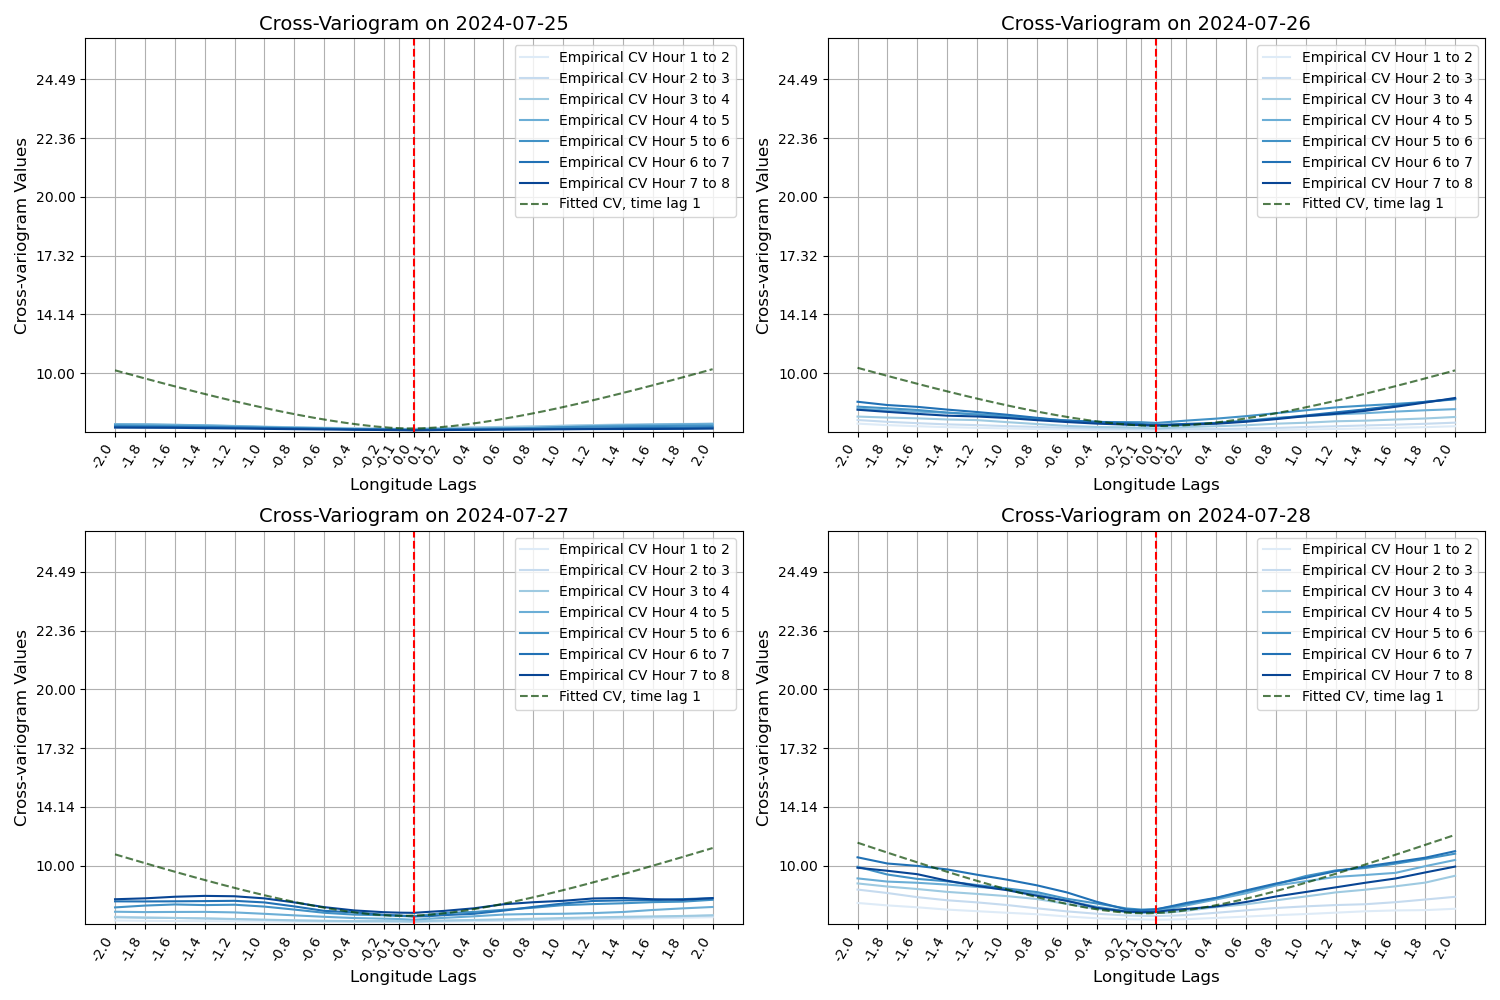 Cross-Variogram on 2024-07-25
Cross-variogram Values
24.49
22.36
20.00
17.32
14.14
10.00
Empirical CV Hour 1 to 2
Empirical CV Hour 2 to 3
Empirical CV Hour 3 to 4
Empirical CV Hour 4 to 5
Empirical CV Hour 5 to 6
Empirical CV Hour 6 to 7
Empirical CV Hour 7 to 8
Fitted CV, time lag 1
-2.0 -1.8 -1.6 -1.4 -1.2 -1.0 -0.8 -0.6 -0.4 -0.2 -0.1 0.0 0.1 0.2 0.4 0.6 0.8 1.0 1.2 1.4 1.6 1.8 2.0
Longitude Lags
Cross-Variogram on 2024-07-26
Cross-variogram Values
24.49
22.36
20.00
17.32
14.14
10.00
Empirical CV Hour 1 to 2
Empirical CV Hour 2 to 3
Empirical CV Hour 3 to 4
Empirical CV Hour 4 to 5
Empirical CV Hour 5 to 6
Empirical CV Hour 6 to 7
Empirical CV Hour 7 to 8
Fitted CV, time lag 1
-2.0 -1.8 -1.6 -1.4 -1.2 -1.0 -0.8 -0.6 -0.4 -0.2 -0.1 0.0 0.1 0.2 0.4 0.6 0.8 1.0 1.2 1.4 1.6 1.8 2.0
Longitude Lags
Cross-Variogram on 2024-07-27
Cross-variogram Values
24.49
22.36
20.00
17.32
14.14
10.00
Empirical CV Hour 1 to 2
Empirical CV Hour 2 to 3
Empirical CV Hour 3 to 4
Empirical CV Hour 4 to 5
Empirical CV Hour 5 to 6
Empirical CV Hour 6 to 7
Empirical CV Hour 7 to 8
Fitted CV, time lag 1
-2.0 -1.8 -1.6 -1.4 -1.2 -1.0 -0.8 -0.6 -0.4 -0.2 -0.1 0.0 0.1 0.2 0.4 0.6 0.8 1.0 1.2 1.4 1.6 1.8 2.0
Longitude Lags
Cross-Variogram on 2024-07-28
Cross-variogram Values
24.49
22.36
20.00
17.32
14.14
10.00
Empirical CV Hour 1 to 2
Empirical CV Hour 2 to 3
Empirical CV Hour 3 to 4
Empirical CV Hour 4 to 5
Empirical CV Hour 5 to 6
Empirical CV Hour 6 to 7
Empirical CV Hour 7 to 8
Fitted CV, time lag 1
-2.0 -1.8 -1.6 -1.4 -1.2 -1.0 -0.8 -0.6 -0.4 -0.2 -0.1 0.0 0.1 0.2 0.4 0.6 0.8 1.0 1.2 1.4 1.6 1.8 2.0
Longitude Lags